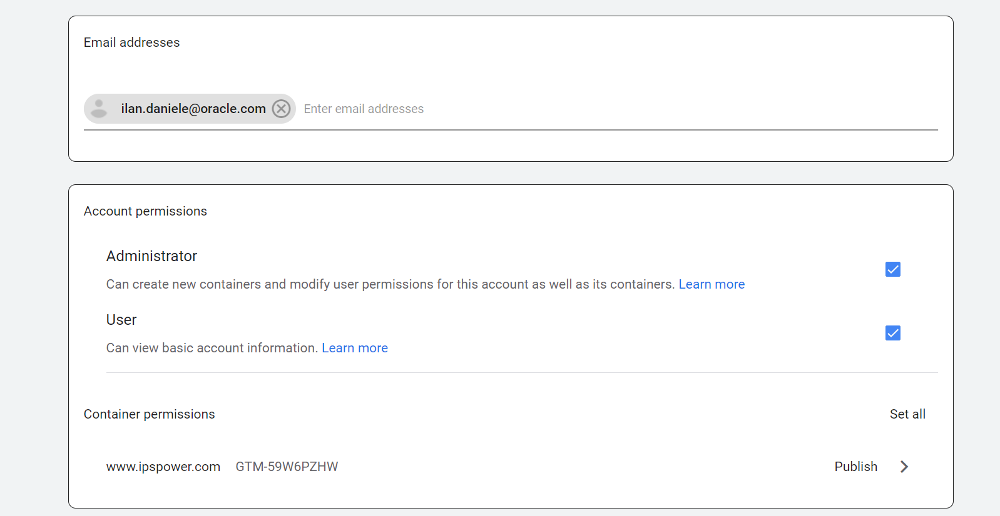 Email addresses
ilan.daniele@oracle.com Enter email addresses
Account permissions
Administrator
Can create new containers and modify user permissions for this account as well as its containers. Learn more
User
Can view basic account information. Learn more
Container permissions Set all
www.ipspower.com GTM-59W6PZHW Publish